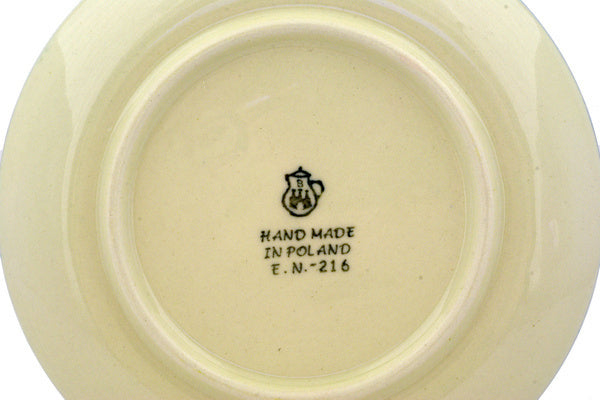 B
HAND MADE
IN POLAND
E.N.-216